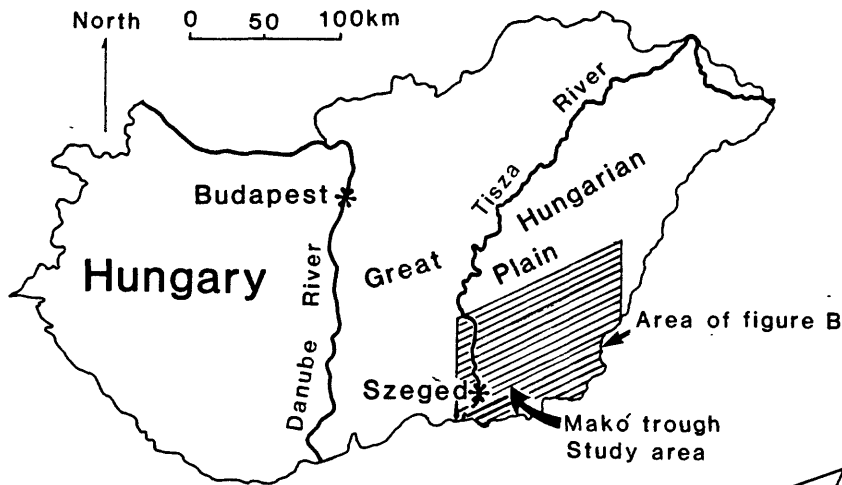 North
0 50 100km
Tisza River
Budapest
Hungarian
Great Plain
Hungary
Danube River
Area of figure B
Szeged
Makó trough
Study area